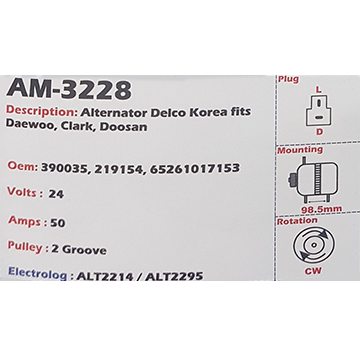 AM-3228
Description: Alternator Delco Korea fits
Daewoo, Clark, Doosan
Oem: 390035, 219154, 65261017153
Volts : 24
Amps : 50
Pulley : 2 Groove
Electrolog : ALT2214 / ALT2295
Plug
L
D
Mounting
98.5mm
Rotation
CW